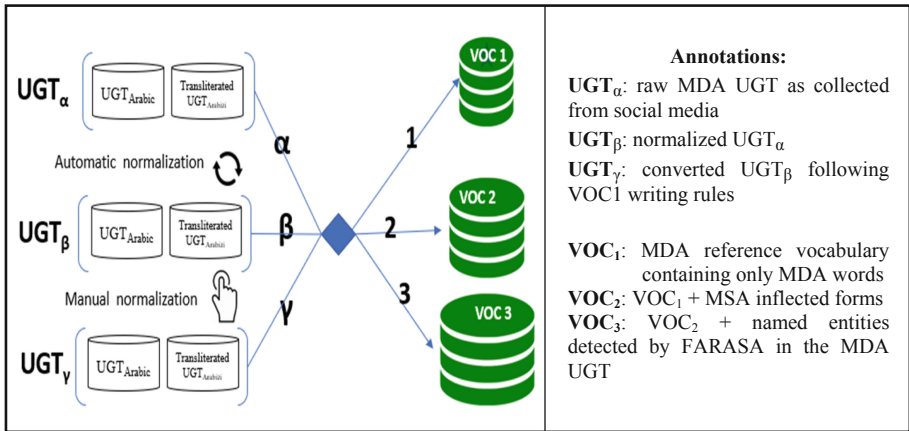 UGTα
UGTArabic
Transliterated
UGTArabizi
Automatic normalization
UGTβ
UGTArabic
Transliterated
UGTArabizi
Manual normalization
UGTγ
UGTArabic
Transliterated
UGTArabizi
α
β
γ
1
2
3
VOC 1
VOC 2
VOC 3
Annotations:
UGTα: raw MDA UGT as collected
from social media
UGTβ: normalized UGTα
UGTγ: converted UGTβ following
VOC1 writing rules
VOC1: MDA reference vocabulary
containing only MDA words
VOC2: VOC1 + MSA inflected forms
VOC3: VOC2 + named entities
detected by FARASA in the MDA
UGT